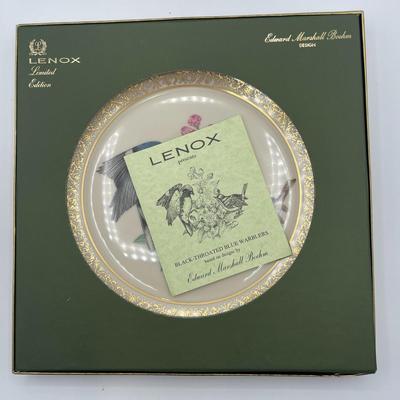 LENOX
Limited
Edition
Edward Marshall Boehm
DESIGN
LENOX
presents
BLACK-THROATED BLUE WARBLERS
based on designs by
Edward Marshall Boehm